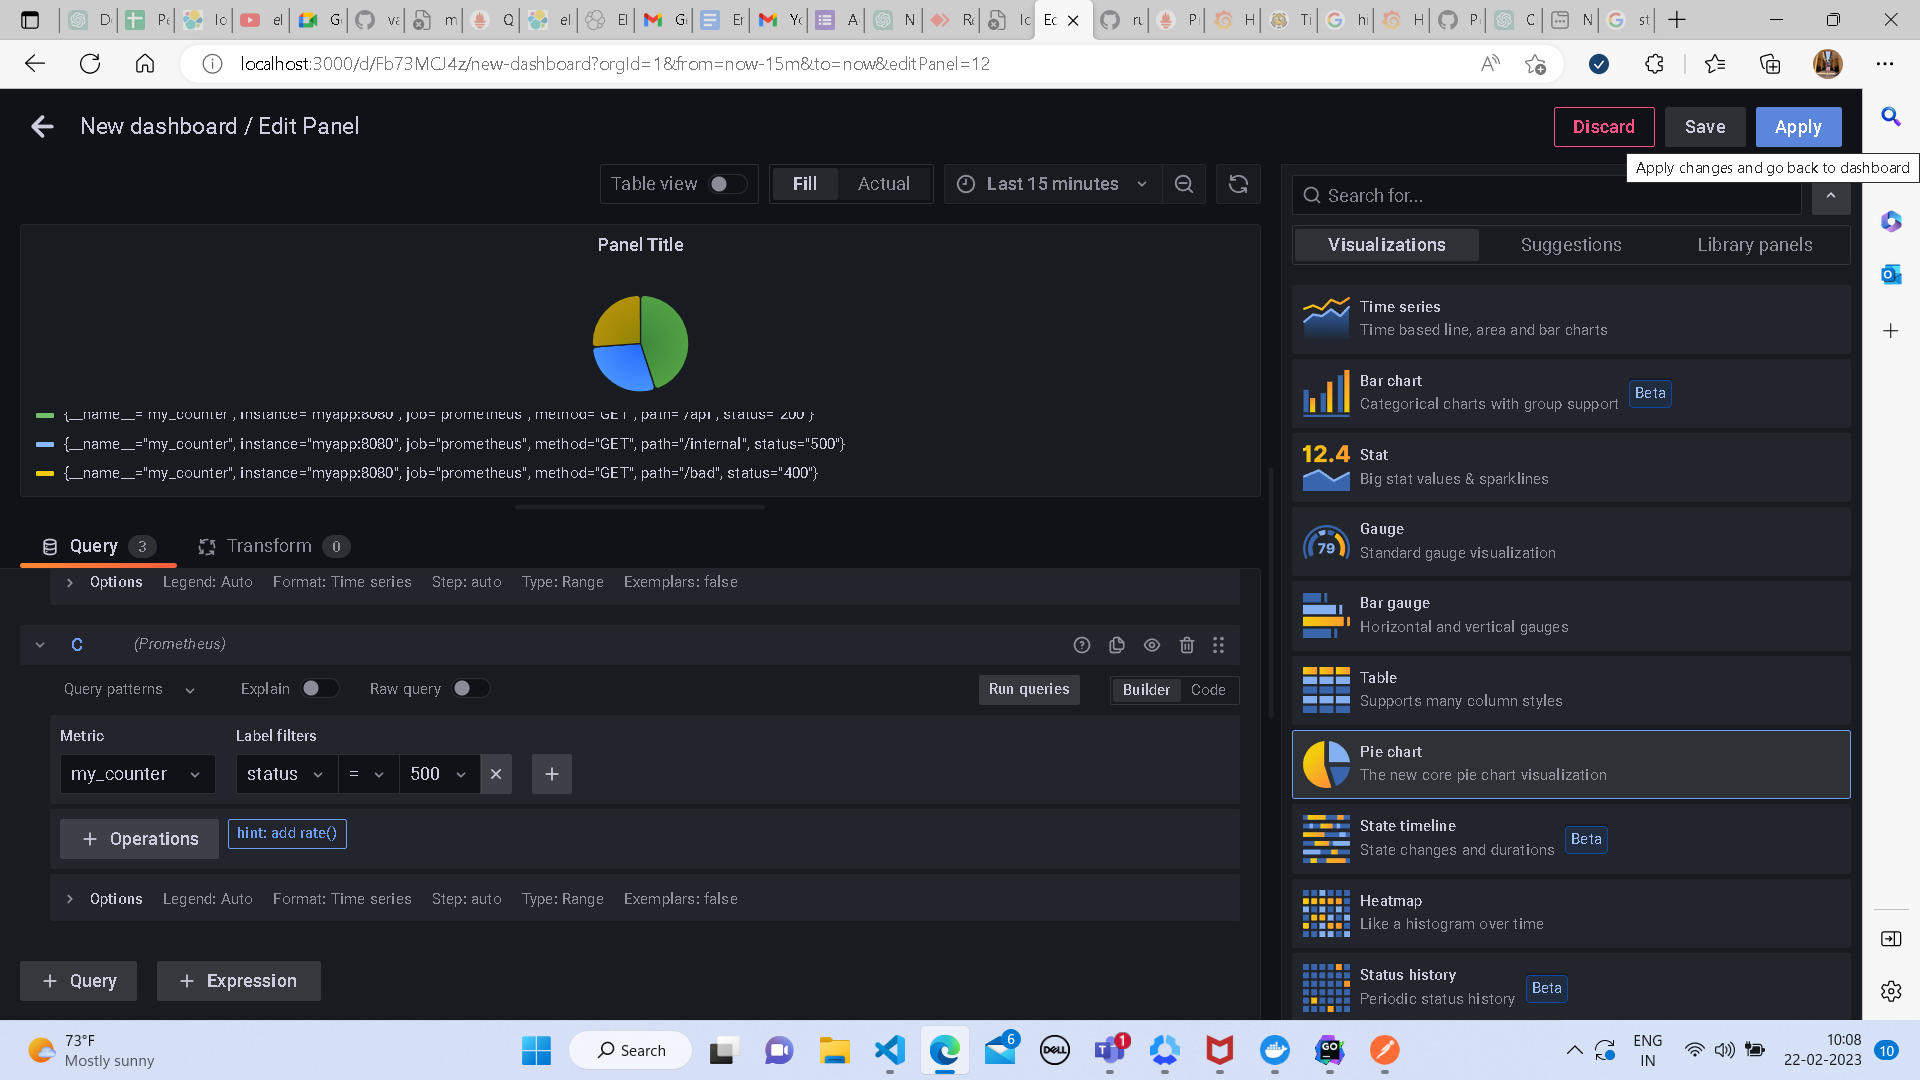 localhost:3000/d/Fb73MCJ4z/new-dashboard?orgId=1&from=now-15m&to=now&editPanel=12
New dashboard / Edit Panel
Discard
Save
Apply
Apply changes and go back to dashboard
Table view
Fill
Actual
Last 15 minutes
Search for...
Panel Title
Visualizations
Suggestions
Library panels
{__name__="my_counter", instance="myapp:8080", job="prometheus", method="GET", path="/api", status="200"}
{__name__="my_counter", instance="myapp:8080", job="prometheus", method="GET", path="/internal", status="500"}
{__name__="my_counter", instance="myapp:8080", job="prometheus", method="GET", path="/bad", status="400"}
Query 3
Transform 0
Options Legend: Auto Format: Time series Step: auto Type: Range Exemplars: false
C (Prometheus)
Query patterns
Explain
Raw query
Run queries
Builder
Code
Metric
Label filters
my_counter
status
=
500
+ Operations
hint: add rate()
Options Legend: Auto Format: Time series Step: auto Type: Range Exemplars: false
+ Query
+ Expression
Time series
Time based line, area and bar charts
Bar chart
Categorical charts with group support
Beta
12.4
Stat
Big stat values & sparklines
79
Gauge
Standard gauge visualization
Bar gauge
Horizontal and vertical gauges
Table
Supports many column styles
Pie chart
The new core pie chart visualization
State timeline
State changes and durations
Beta
Heatmap
Like a histogram over time
Status history
Periodic status history
Beta
73°F
Mostly sunny
Search
6
DELL
1
GO
ENG
IN
10:08
22-02-2023
10